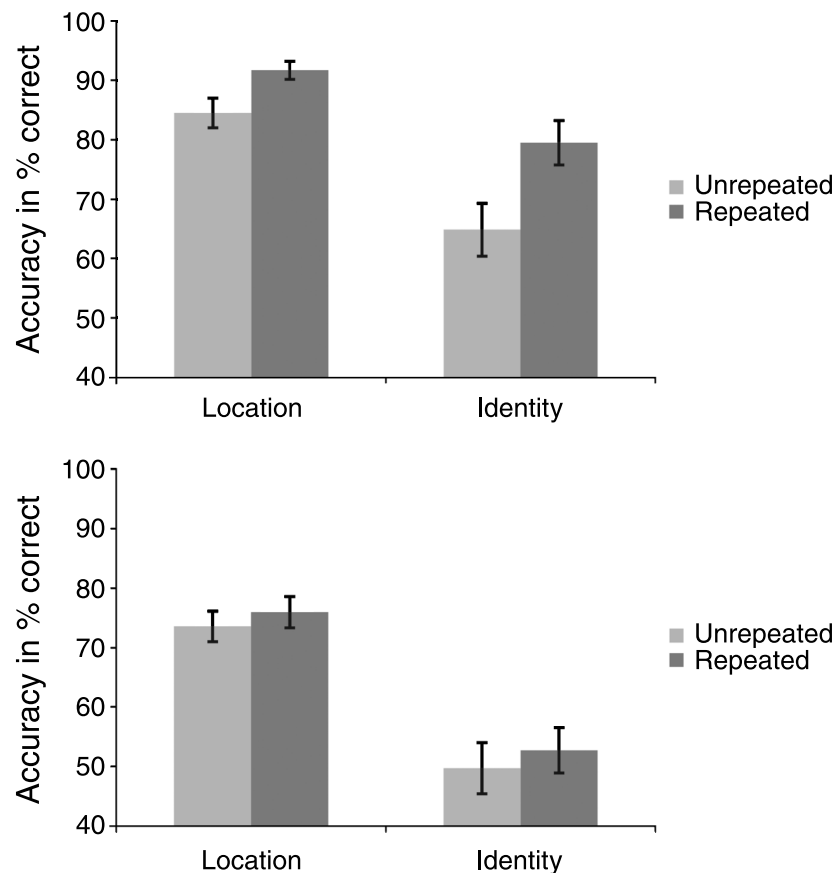 Accuracy in % correct
100
90
80
70
60
50
40
Location
Identity
Unrepeated
Repeated
Accuracy in % correct
100
90
80
70
60
50
40
Location
Identity
Unrepeated
Repeated